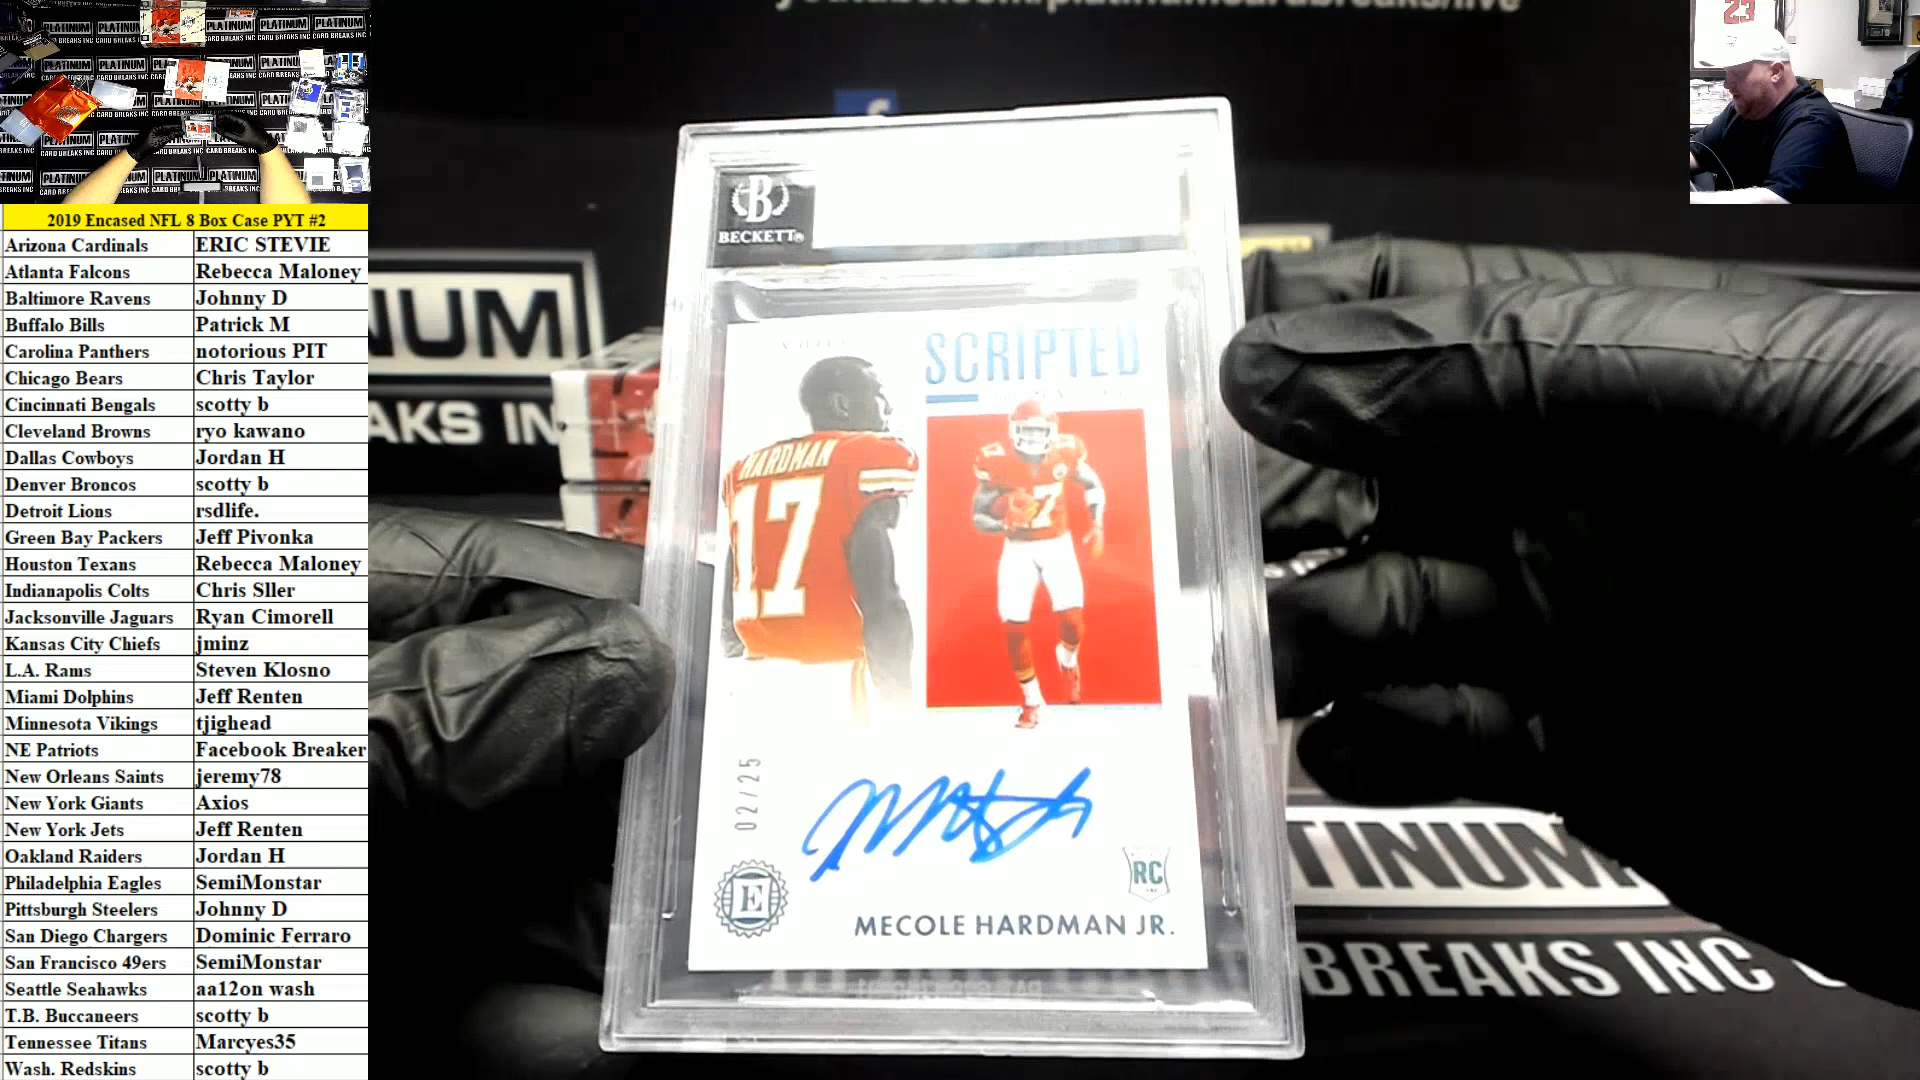 youtube.com/platinumcardbreaks/live
23
2019 Encased NFL 8 Box Case PYT #2
Arizona Cardinals ERIC STEVIE
Atlanta Falcons Rebecca Maloney
Baltimore Ravens Johnny D
Buffalo Bills Patrick M
Carolina Panthers notorious PIT
Chicago Bears Chris Taylor
Cincinnati Bengals scotty b
Cleveland Browns ryo kawano
Dallas Cowboys Jordan H
Denver Broncos scotty b
Detroit Lions rsdlife.
Green Bay Packers Jeff Pivonka
Houston Texans Rebecca Maloney
Indianapolis Colts Chris Sller
Jacksonville Jaguars Ryan Cimorell
Kansas City Chiefs jminz
L.A. Rams Steven Klosno
Miami Dolphins Jeff Renten
Minnesota Vikings tjighead
NE Patriots Facebook Breaker
New Orleans Saints jeremy78
New York Giants Axios
New York Jets Jeff Renten
Oakland Raiders Jordan H
Philadelphia Eagles SemiMonstar
Pittsburgh Steelers Johnny D
San Diego Chargers Dominic Ferraro
San Francisco 49ers SemiMonstar
Seattle Seahawks aa12on wash
T.B. Buccaneers scotty b
Tennessee Titans Marcyes35
Wash. Redskins scotty b
B
BECKETT
SCRIPTED
HARDMAN
17
17
02/25
E
RC
MECOLE HARDMAN JR.
INUM
AKS IN
TINUM
BREAKS INC